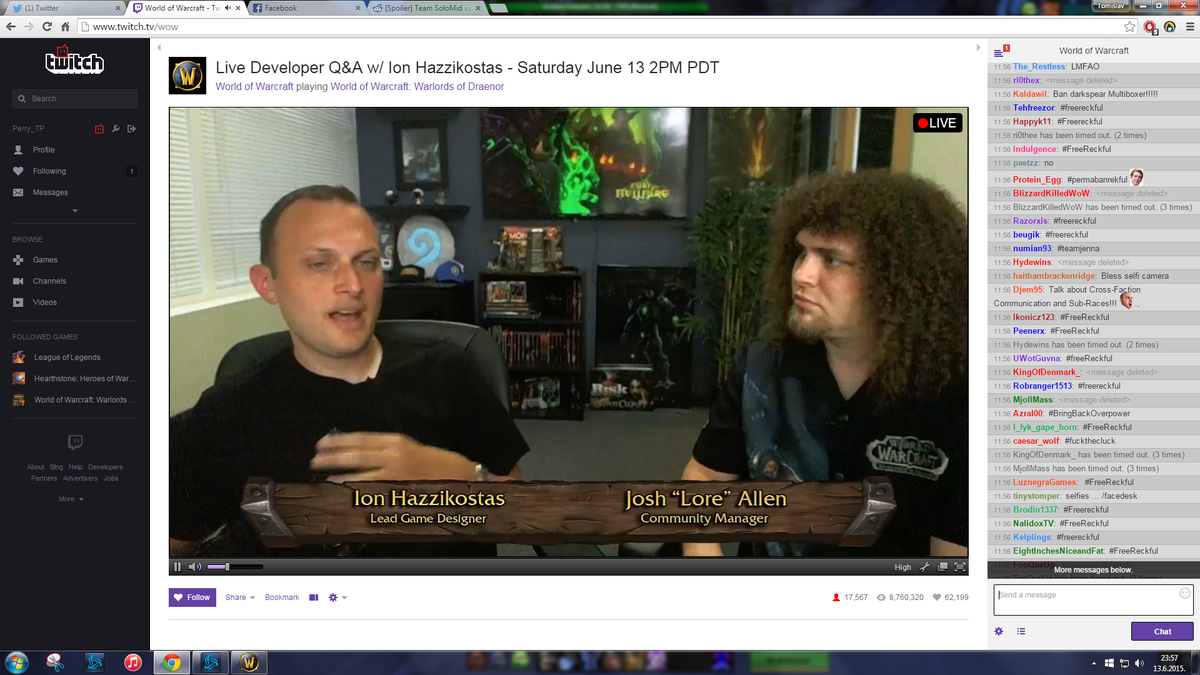 (1) Twitter
World of Warcraft - Tw
Facebook
[Spoiler] Team SoloMid vs
Tomislav
www.twitch.tv/wow
twitch
Search
Perry_TP
Profile
Following 1
Messages
BROWSE
Games
Channels
Videos
FOLLOWED GAMES
League of Legends
Hearthstone: Heroes of War...
World of Warcraft: Warlords ...
About Blog Help Developers
Partners Advertisers Jobs
More
Live Developer Q&A w/ Ion Hazzikostas - Saturday June 13 2PM PDT
World of Warcraft playing World of Warcraft: Warlords of Draenor
LIVE
HELLFIRE
Risk
WARCRAFT
Ion Hazzikostas
Lead Game Designer
Josh “Lore” Allen
Community Manager
High
Follow Share Bookmark
17,567 8,760,320 62,199
1
World of Warcraft
11:56 The_Restless: LMFAO
11:56 ri0thex: <message deleted>
11:56 Kaldawil: Ban darkspear Multiboxer!!!!!
11:56 Tehfreezor: #freereckful
11:56 Happyk11: #Freereckful
11:56 ri0thex has been timed out. (2 times)
11:56 Indulgence: #FreeReckful
11:56 paetzz: no
11:56 Protein_Egg: #permabanrekful
11:56 BlizzardKilledWoW: <message deleted>
11:56 BlizzardKilledWoW has been timed out. (3 times)
11:56 Razorxis: #freereckful
11:56 beugik: #freereckful
11:56 numian93: #teamjenna
11:56 Hydewins: <message deleted>
11:56 haithambrackenridge: Bless selfi camera
11:56 Djem95: Talk about Cross-Faction
Communication and Sub-Races!!! .,
11:56 Ikonicz123: #FreeReckful
11:56 Peenerx: #FreeReckful
11:56 Hydewins has been timed out. (2 times)
11:56 UWotGuvna: #freeReckful
11:56 KingOfDenmark_: <message deleted>
11:56 Robranger1513: #freereckful
11:56 MjollMass: <message deleted>
11:56 Azral00: #BringBackOverpower
11:56 I_lyk_gape_horn: #FreeReckful
11:56 caesar_wolf: #fuckthecluck
11:56 KingOfDenmark_ has been timed out. (3 times)
11:56 MjollMass has been timed out. (3 times)
11:56 LuznegraGames: #FreeReckful
11:56 tinystomper: selfies ... /facedesk
11:56 Brodin1337: #Freereckful
11:56 NalidoxTV: #FreeReckful
11:56 Kelplings: #freereckful
11:56 EightInchesNiceandFat: #FreeReckful
More messages below.
Send a message
Chat
23:57
13.6.2015.